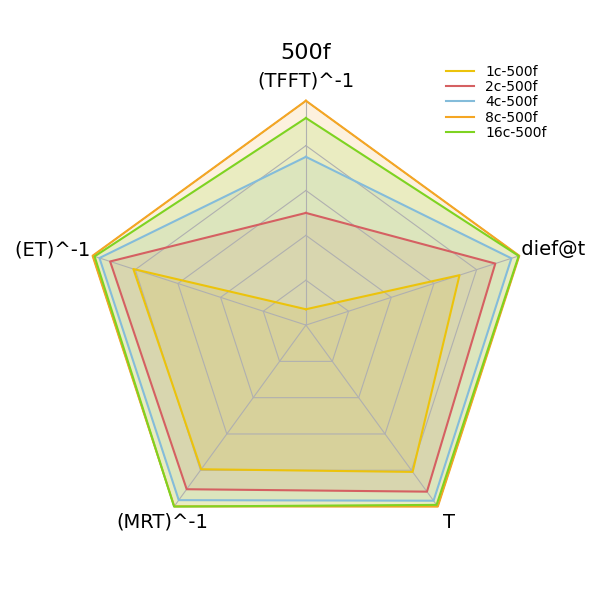 500f
(TFFT)^-1
1c-500f
2c-500f
4c-500f
8c-500f
16c-500f
(ET)^-1
dief@t
(MRT)^-1
T